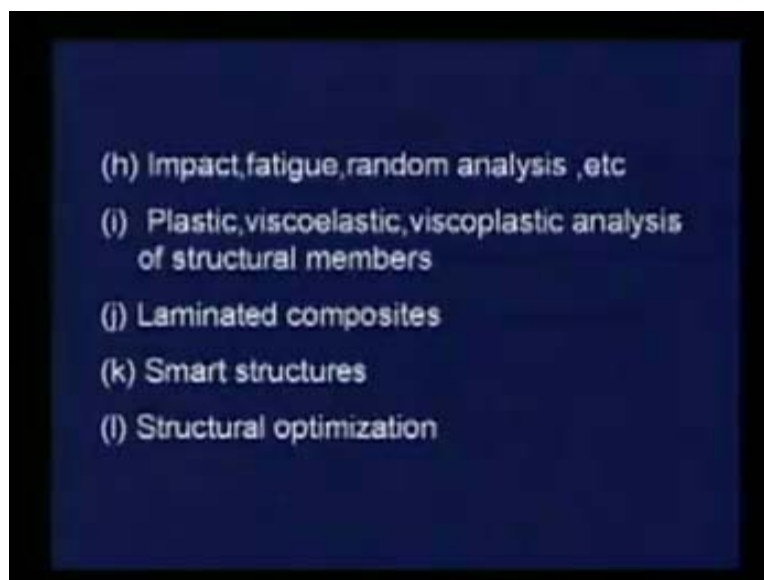 (h) Impact,fatigue,random analysis ,etc
(i) Plastic,viscoelastic,viscoplastic analysis
of structural members
(j) Laminated composites
(k) Smart structures
(l) Structural optimization